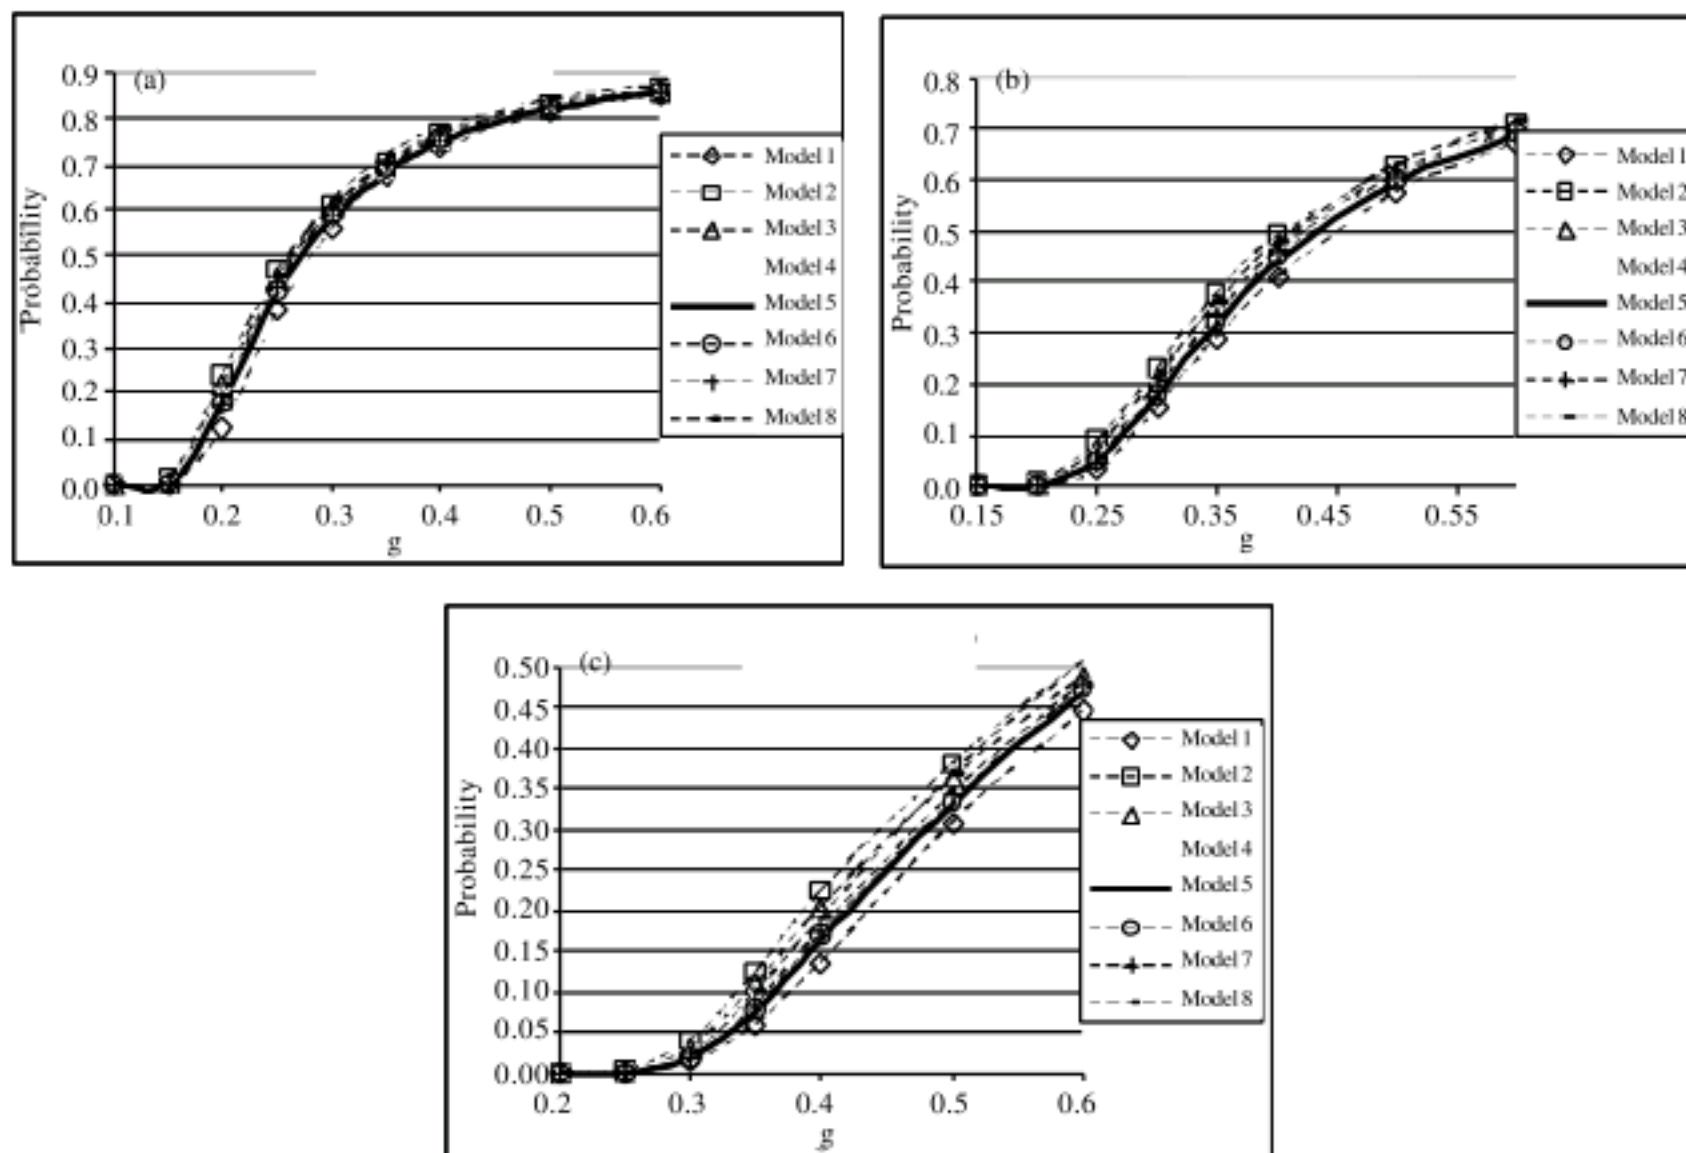 (a)
0.9
0.8
0.7
0.6
0.5
0.4
0.3
0.2
0.1
0.0
Probability
0.1 0.2 0.3 0.4 0.5 0.6
g
Model 1
Model 2
Model 3
Model 4
Model 5
Model 6
Model 7
Model 8
(b)
0.8
0.7
0.6
0.5
0.4
0.3
0.2
0.1
0.0
Probability
0.15 0.25 0.35 0.45 0.55
g
Model 1
Model 2
Model 3
Model 4
Model 5
Model 6
Model 7
Model 8
(c)
0.50
0.45
0.40
0.35
0.30
0.25
0.20
0.15
0.10
0.05
0.00
Probability
0.2 0.3 0.4 0.5 0.6
g
Model 1
Model 2
Model 3
Model 4
Model 5
Model 6
Model 7
Model 8